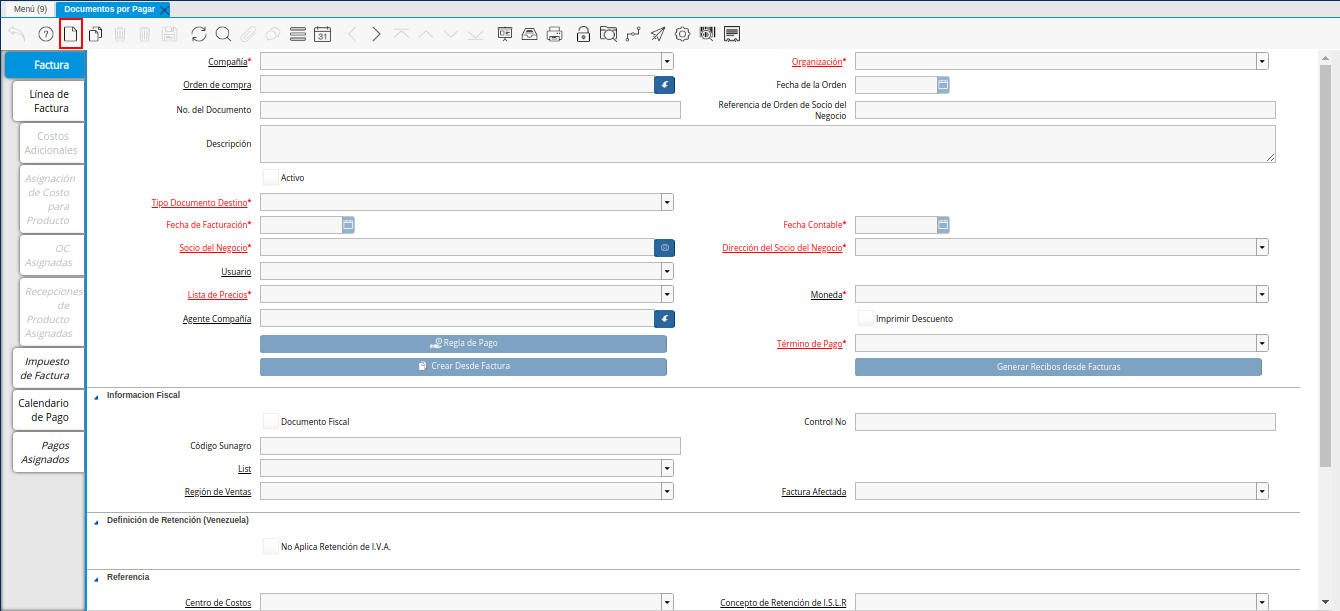 Menú (9)
Documentos por Pagar
31
Factura
Línea de
Factura
Costos
Adicionales
Asignación
de Costo
para
Producto
OC
Asignadas
Recepciones
de
Producto
Asignadas
Impuesto
de Factura
Calendario
de Pago
Pagos
Asignados
Compañía*
Organización*
Orden de compra
Fecha de la Orden
No. del Documento
Referencia de Orden de Socio del
Negocio
Descripción
Activo
Tipo Documento Destino*
Fecha de Facturación*
Fecha Contable*
Socio del Negocio*
Dirección del Socio del Negocio*
Usuario
Lista de Precios*
Moneda*
Agente Compañía
Imprimir Descuento
Regla de Pago
Término de Pago*
Crear Desde Factura
Generar Recibos desde Facturas
Informacion Fiscal
Documento Fiscal
Control No
Código Sunagro
List
Región de Ventas
Factura Afectada
Definición de Retención (Venezuela)
No Aplica Retención de I.V.A.
Referencia
Centro de Costos
Concepto de Retención de I.S.L.R